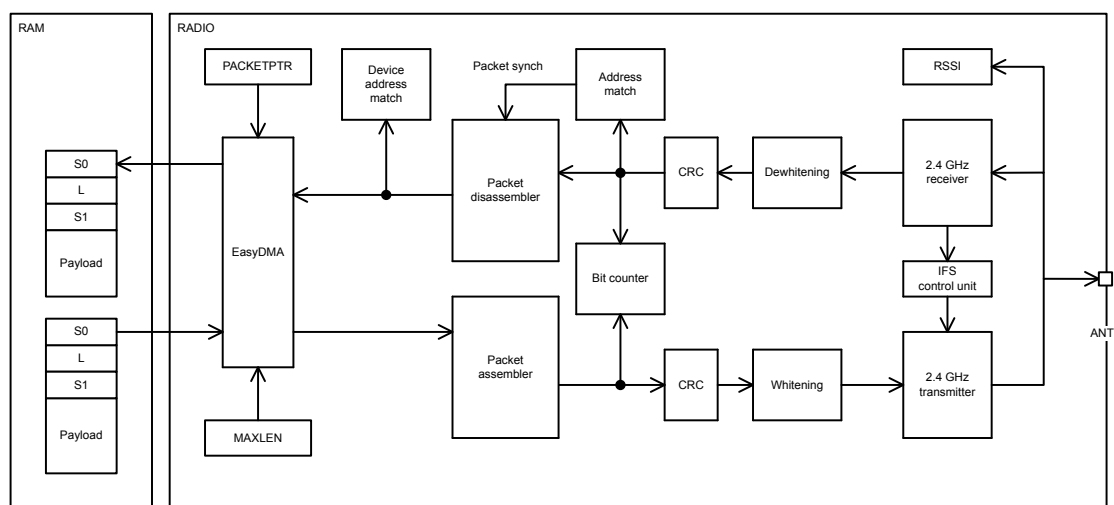 RAM
RADIO
PACKETPTR
Device
address
match
Packet synch
Address
match
RSSI
S0
L
S1
Payload
EasyDMA
Packet
disassembler
CRC
Dewhitening
2.4 GHz
receiver
Bit counter
IFS
control unit
ANT
S0
L
S1
Payload
Packet
assembler
CRC
Whitening
2.4 GHz
transmitter
MAXLEN